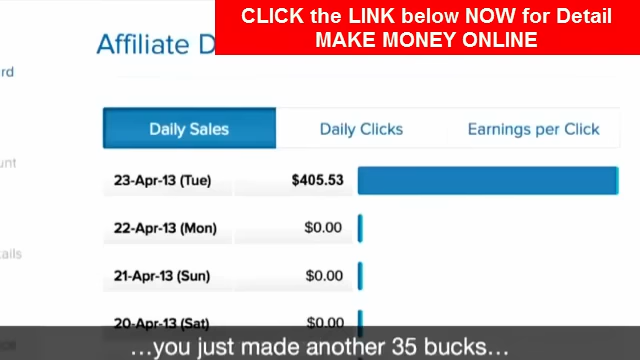 CLICK the LINK below NOW for Detail
MAKE MONEY ONLINE
Affiliate
Daily Sales
Daily Clicks
Earnings per Click
23-Apr-13 (Tue) $405.53
22-Apr-13 (Mon) $0.00
21-Apr-13 (Sun) $0.00
20-Apr-13 (Sat) $0.00
…you just made another 35 bucks…